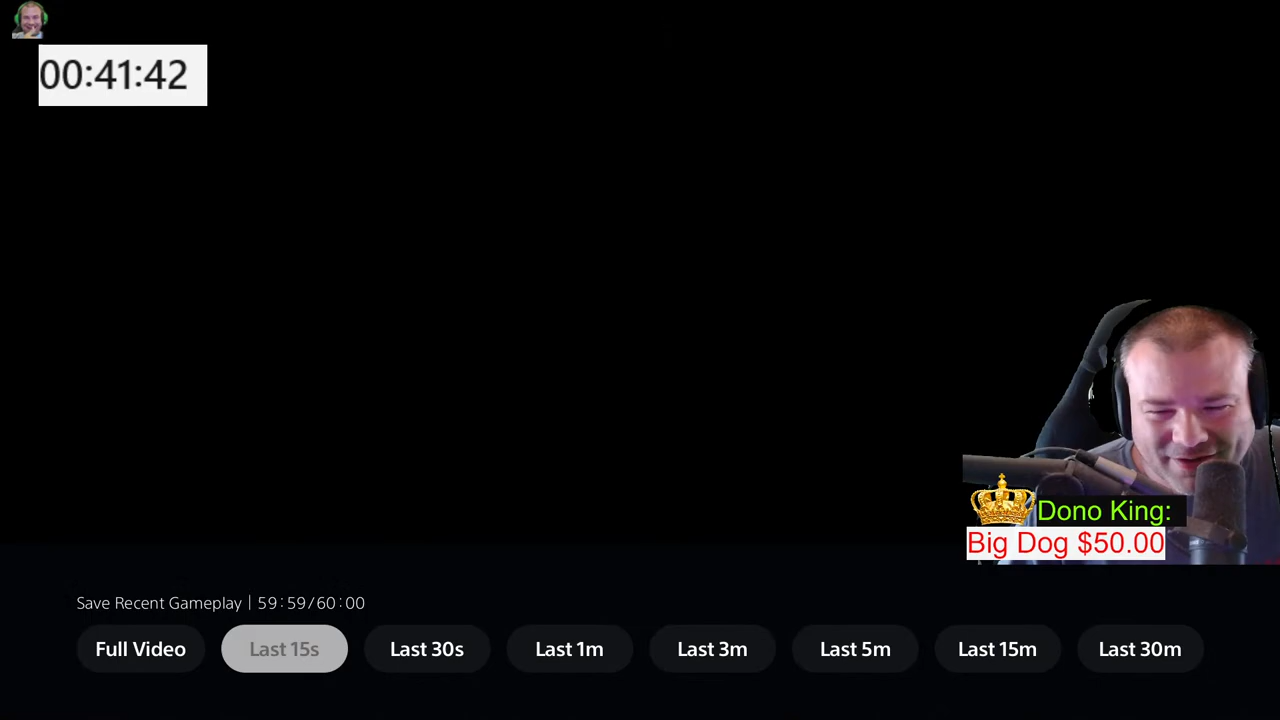 00:41:42
Dono King:
Big Dog $50.00
Save Recent Gameplay | 59:59/60:00
Full Video
Last 15s
Last 30s
Last 1m
Last 3m
Last 5m
Last 15m
Last 30m